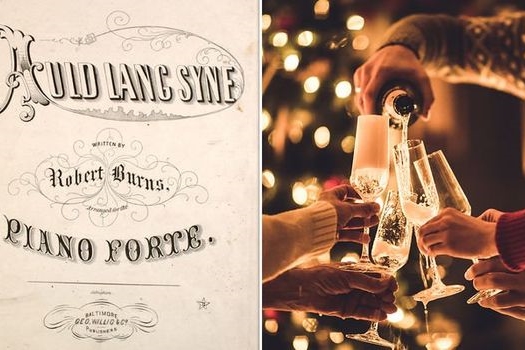 AULD LANG SYNE
WRITTEN BY
Robert Burns.
Arranged for the
PIANO FORTE.
BALTIMORE
GEO. WILLIG & Co
PUBLISHERS